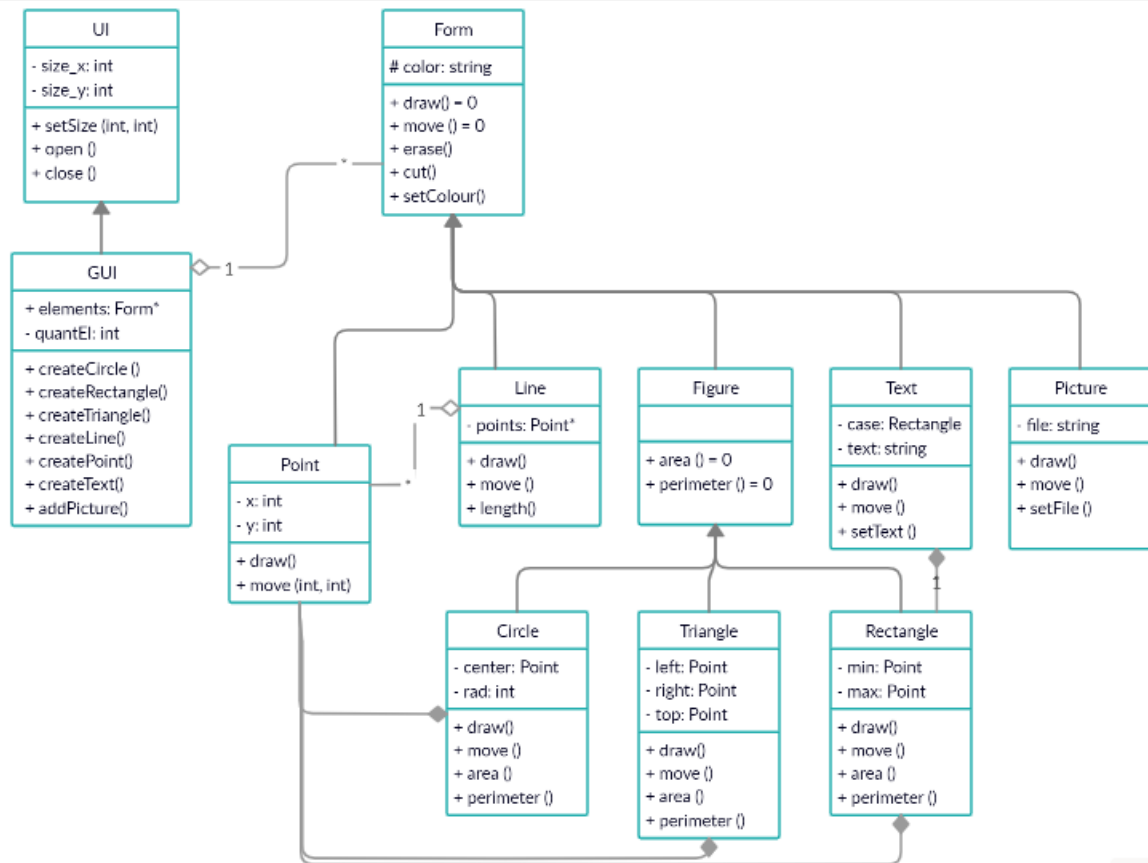 UI
- size_x: int
- size_y: int
+ setSize (int, int)
+ open ()
+ close ()
Form
# color: string
+ draw() = 0
+ move () = 0
+ erase()
+ cut()
+ setColour()
*
1
GUI
+ elements: Form*
- quantEl: int
+ createCircle ()
+ createRectangle()
+ createTriangle()
+ createLine()
+ createPoint()
+ createText()
+ addPicture()
Point
- x: int
- y: int
+ draw()
+ move (int, int)
1
*
Line
- points: Point*
+ draw()
+ move ()
+ length()
Figure
+ area () = 0
+ perimeter () = 0
Text
- case: Rectangle
- text: string
+ draw()
+ move ()
+ setText ()
Picture
- file: string
+ draw()
+ move ()
+ setFile ()
1
Circle
- center: Point
- rad: int
+ draw()
+ move ()
+ area ()
+ perimeter ()
Triangle
- left: Point
- right: Point
- top: Point
+ draw()
+ move ()
+ area ()
+ perimeter ()
Rectangle
- min: Point
- max: Point
+ draw()
+ move ()
+ area ()
+ perimeter ()